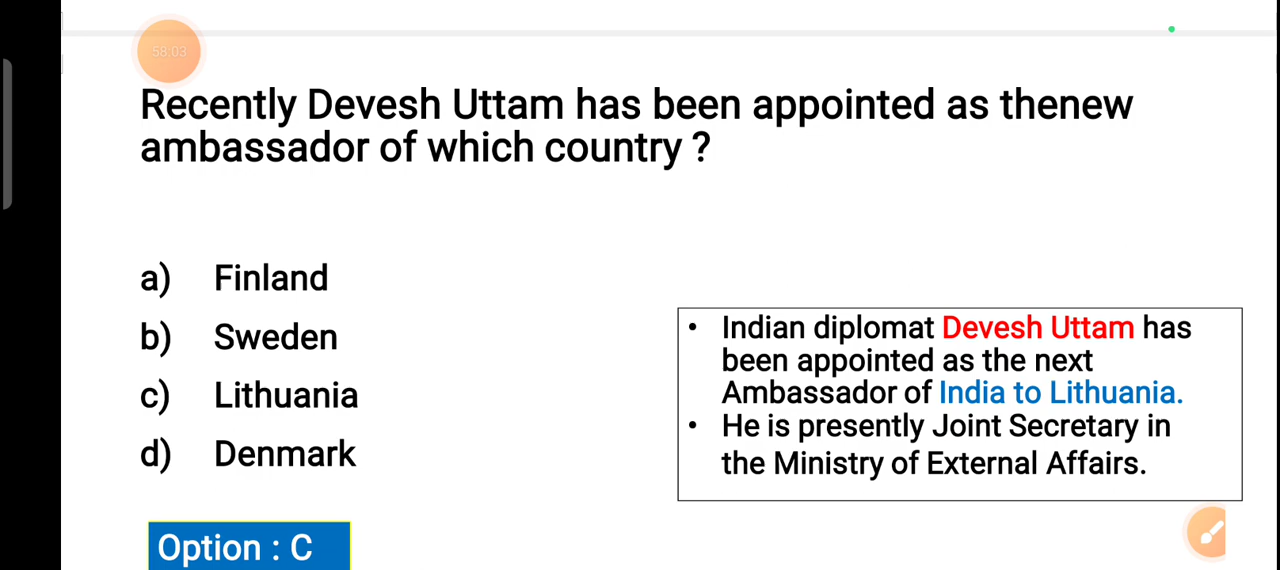 58:03
Recently Devesh Uttam has been appointed as thenew
ambassador of which country ?
a) Finland
b) Sweden
c) Lithuania
d) Denmark
• Indian diplomat Devesh Uttam has
been appointed as the next
Ambassador of India to Lithuania.
• He is presently Joint Secretary in
the Ministry of External Affairs.
Option : C